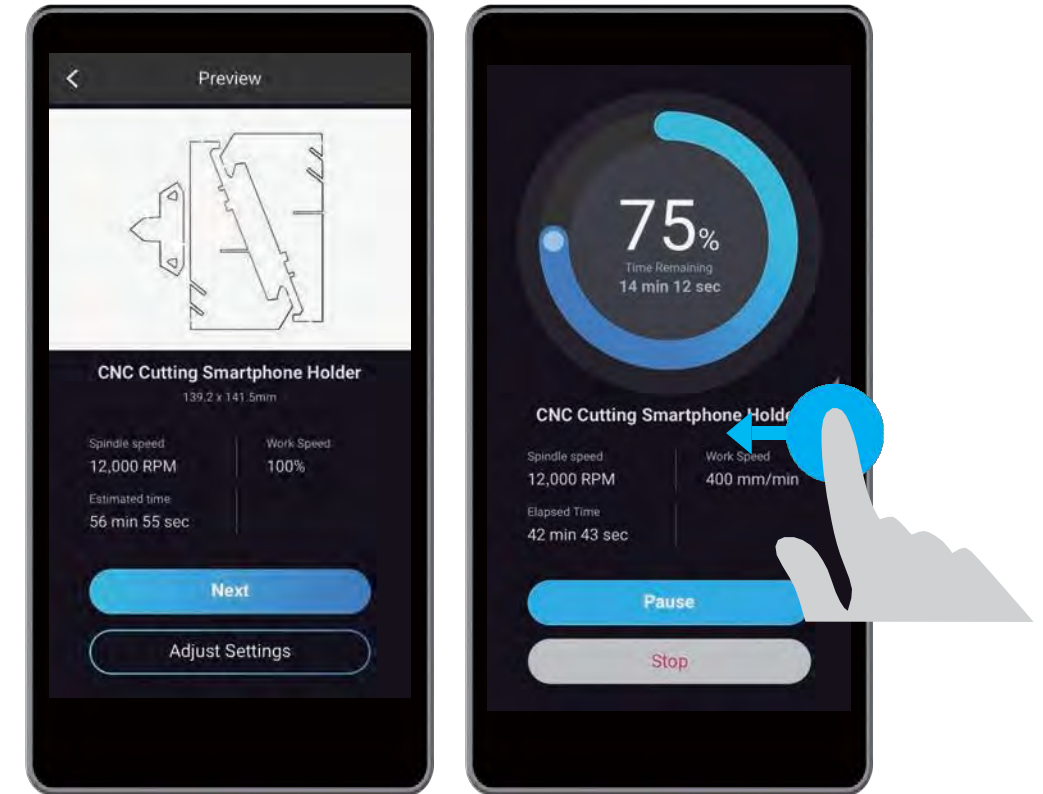 Preview
CNC Cutting Smartphone Holder
139.2 x 141.5mm
Spindle speed
Work Speed
12,000 RPM
100%
Estimated time
56 min 55 sec
Next
Adjust Settings
75%
Time Remaining
14 min 12 sec
CNC Cutting Smartphone Holde
Spindle speed
Work Speed
12,000 RPM
400 mm/min
Elapsed Time
42 min 43 sec
Pause
Stop